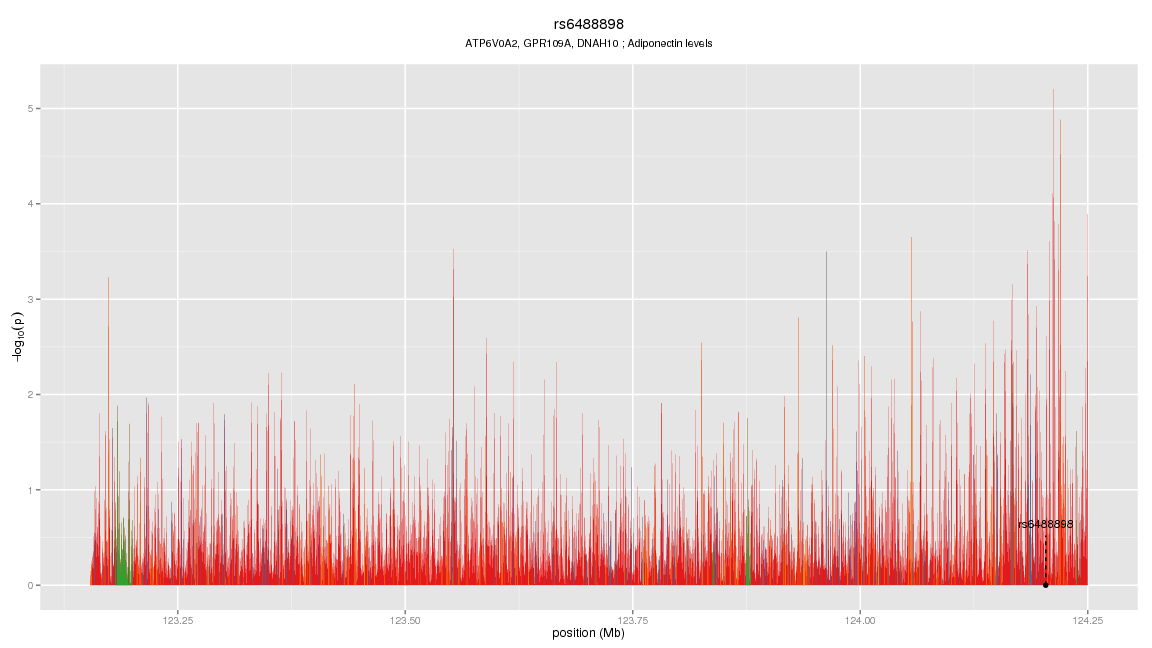 rs6488898
ATP6V0A2, GPR109A, DNAH10 ; Adiponectin levels
−log10(p)
5
4
3
2
1
0
rs6488898
123.25 123.50 123.75 124.00 124.25
position (Mb)